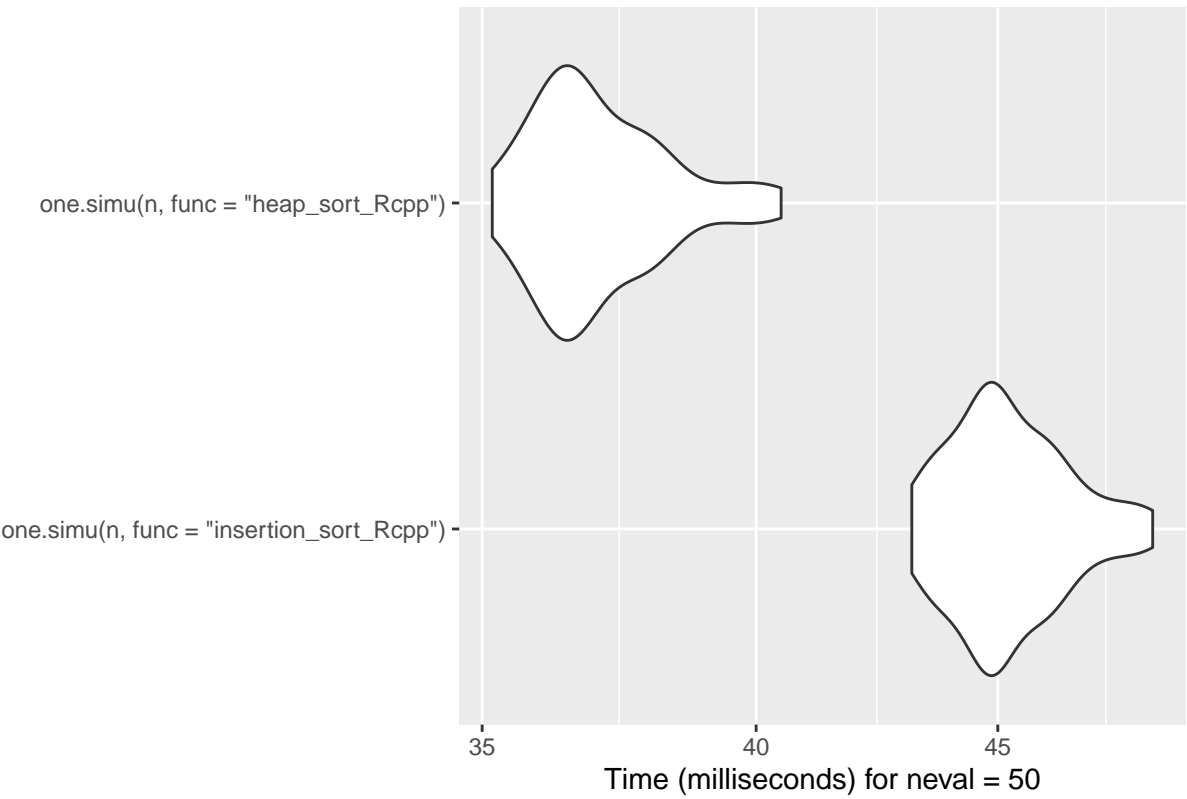 one.simu(n, func = "heap_sort_Rcpp")
one.simu(n, func = "insertion_sort_Rcpp")
35 40 45
Time (milliseconds) for neval = 50